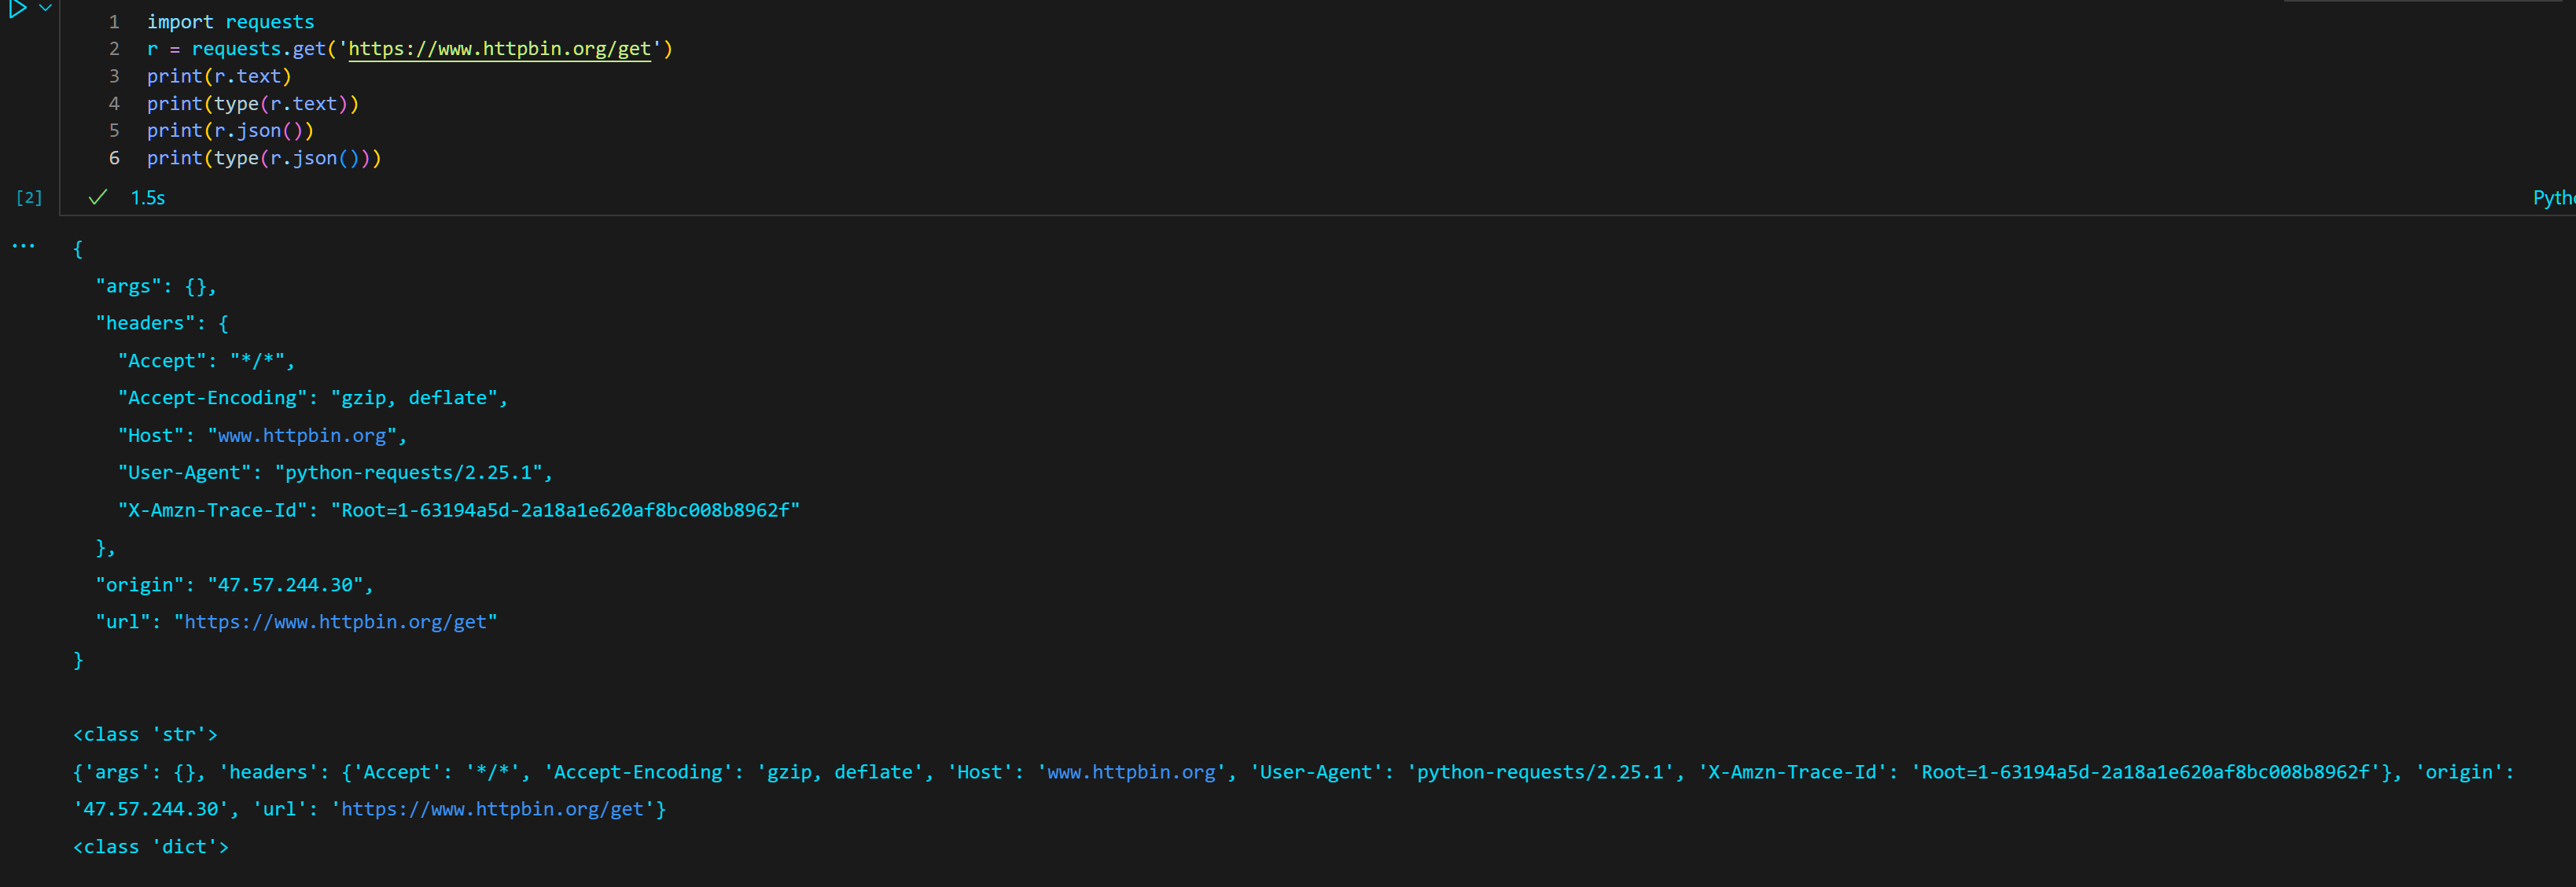 1 import requests
2 r = requests.get('https://www.httpbin.org/get')
3 print(r.text)
4 print(type(r.text))
5 print(r.json())
6 print(type(r.json()))
[2] ✓ 1.5s
{
  "args": {},
  "headers": {
    "Accept": "*/*",
    "Accept-Encoding": "gzip, deflate",
    "Host": "www.httpbin.org",
    "User-Agent": "python-requests/2.25.1",
    "X-Amzn-Trace-Id": "Root=1-63194a5d-2a18a1e620af8bc008b8962f"
  },
  "origin": "47.57.244.30",
  "url": "https://www.httpbin.org/get"
}
<class 'str'>
{'args': {}, 'headers': {'Accept': '*/*', 'Accept-Encoding': 'gzip, deflate', 'Host': 'www.httpbin.org', 'User-Agent': 'python-requests/2.25.1', 'X-Amzn-Trace-Id': 'Root=1-63194a5d-2a18a1e620af8bc008b8962f'}, 'origin':
'47.57.244.30', 'url': 'https://www.httpbin.org/get'}
<class 'dict'>